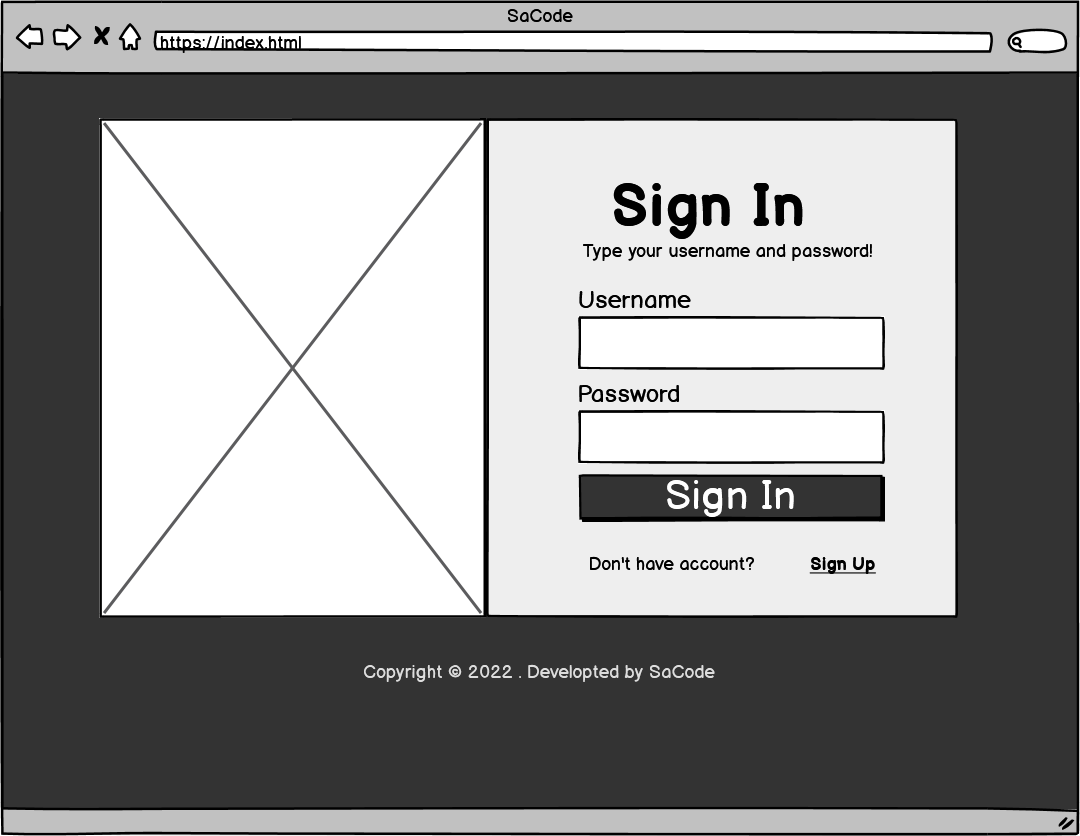 SaCode
https://index.html
Sign In
Type your username and password!
Username
Password
Sign In
Don't have account? Sign Up
Copyright © 2022 . Developted by SaCode